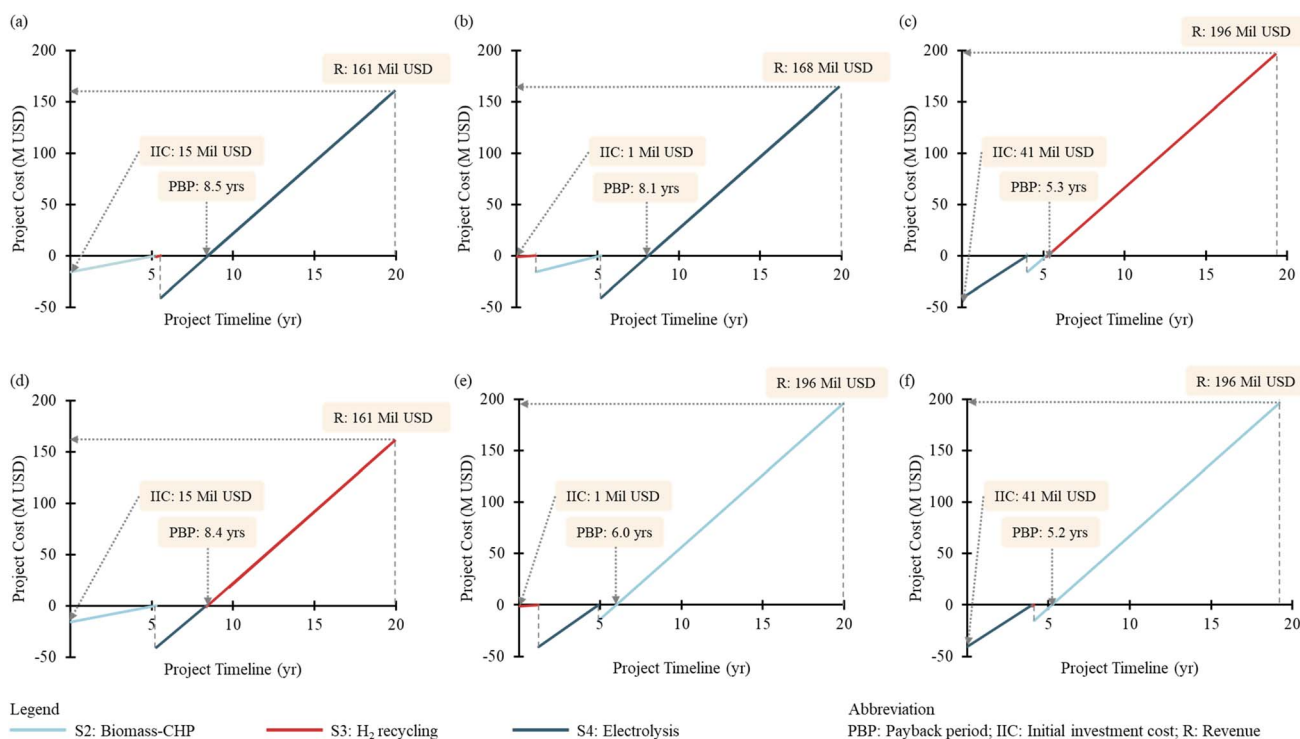 (a)
200
150
100
50
0
-50
5
10
15
20
Project Cost (M USD)
Project Timeline (yr)
R: 161 Mil USD
IIC: 15 Mil USD
PBP: 8.5 yrs
(b)
200
150
100
50
0
-50
5
10
15
20
Project Cost (M USD)
Project Timeline (yr)
R: 168 Mil USD
IIC: 1 Mil USD
PBP: 8.1 yrs
(c)
200
150
100
50
0
-50
5
10
15
20
Project Cost (M USD)
Project Timeline (yr)
R: 196 Mil USD
IIC: 41 Mil USD
PBP: 5.3 yrs
(d)
200
150
100
50
0
-50
5
10
15
20
Project Cost (M USD)
Project Timeline (yr)
R: 161 Mil USD
IIC: 15 Mil USD
PBP: 8.4 yrs
(e)
200
150
100
50
0
-50
5
10
15
20
Project Cost (M USD)
Project Timeline (yr)
R: 196 Mil USD
IIC: 1 Mil USD
PBP: 6.0 yrs
(f)
200
150
100
50
0
-50
5
10
15
20
Project Cost (M USD)
Project Timeline (yr)
R: 196 Mil USD
IIC: 41 Mil USD
PBP: 5.2 yrs
Legend
S2: Biomass-CHP
S3: H₂ recycling
S4: Electrolysis
Abbreviation
PBP: Payback period; IIC: Initial investment cost; R: Revenue